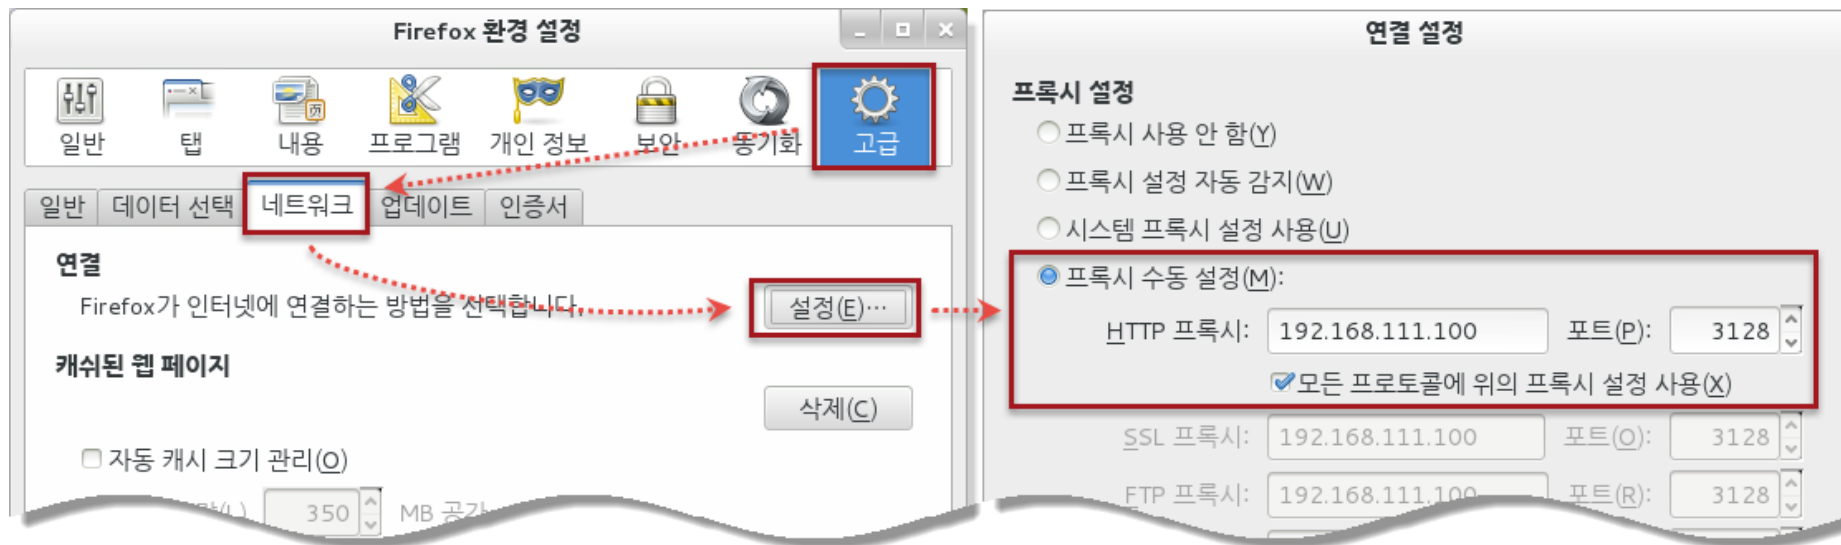 Firefox 환경 설정
일반 탭 내용 프로그램 개인 정보 보안 동기화 고급
일반 데이터 선택 네트워크 업데이트 인증서
연결
Firefox가 인터넷에 연결하는 방법을 선택합니다.
설정(E)…
캐쉬된 웹 페이지
삭제(C)
자동 캐시 크기 관리(O)
350 MB 공간
연결 설정
프록시 설정
프록시 사용 안 함(Y)
프록시 설정 자동 감지(W)
시스템 프록시 설정 사용(U)
프록시 수동 설정(M):
HTTP 프록시: 192.168.111.100 포트(P): 3128
모든 프로토콜에 위의 프록시 설정 사용(X)
SSL 프록시: 192.168.111.100 포트(O): 3128
FTP 프록시: 192.168.111.100 포트(R): 3128